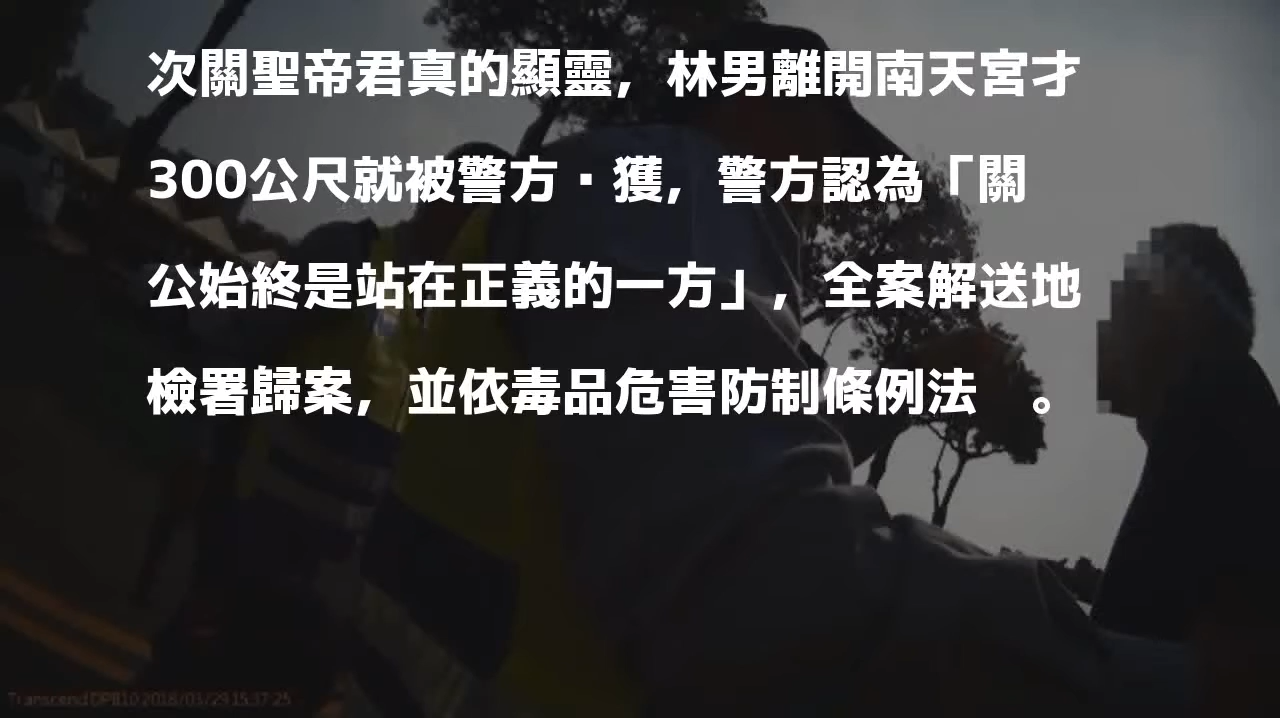 次關聖帝君真的顯靈，林男離開南天宮才
300公尺就被警方·獲，警方認為「關
公始終是站在正義的一方」，全案解送地
檢署歸案，並依毒品危害防制條例法　。
Transcend DPB10 2018/03/29 15:37:25